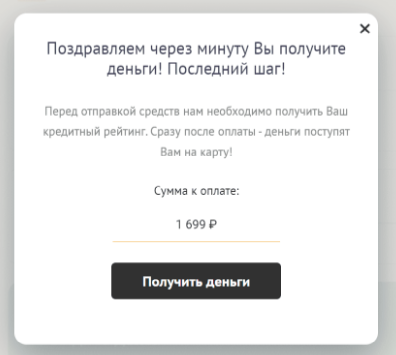 Поздравляем через минуту Вы получите
деньги! Последний шаг!
Перед отправкой средств нам необходимо получить Ваш
кредитный рейтинг. Сразу после оплаты - деньги поступят
Вам на карту!
Сумма к оплате:
1 699 ₽
Получить деньги